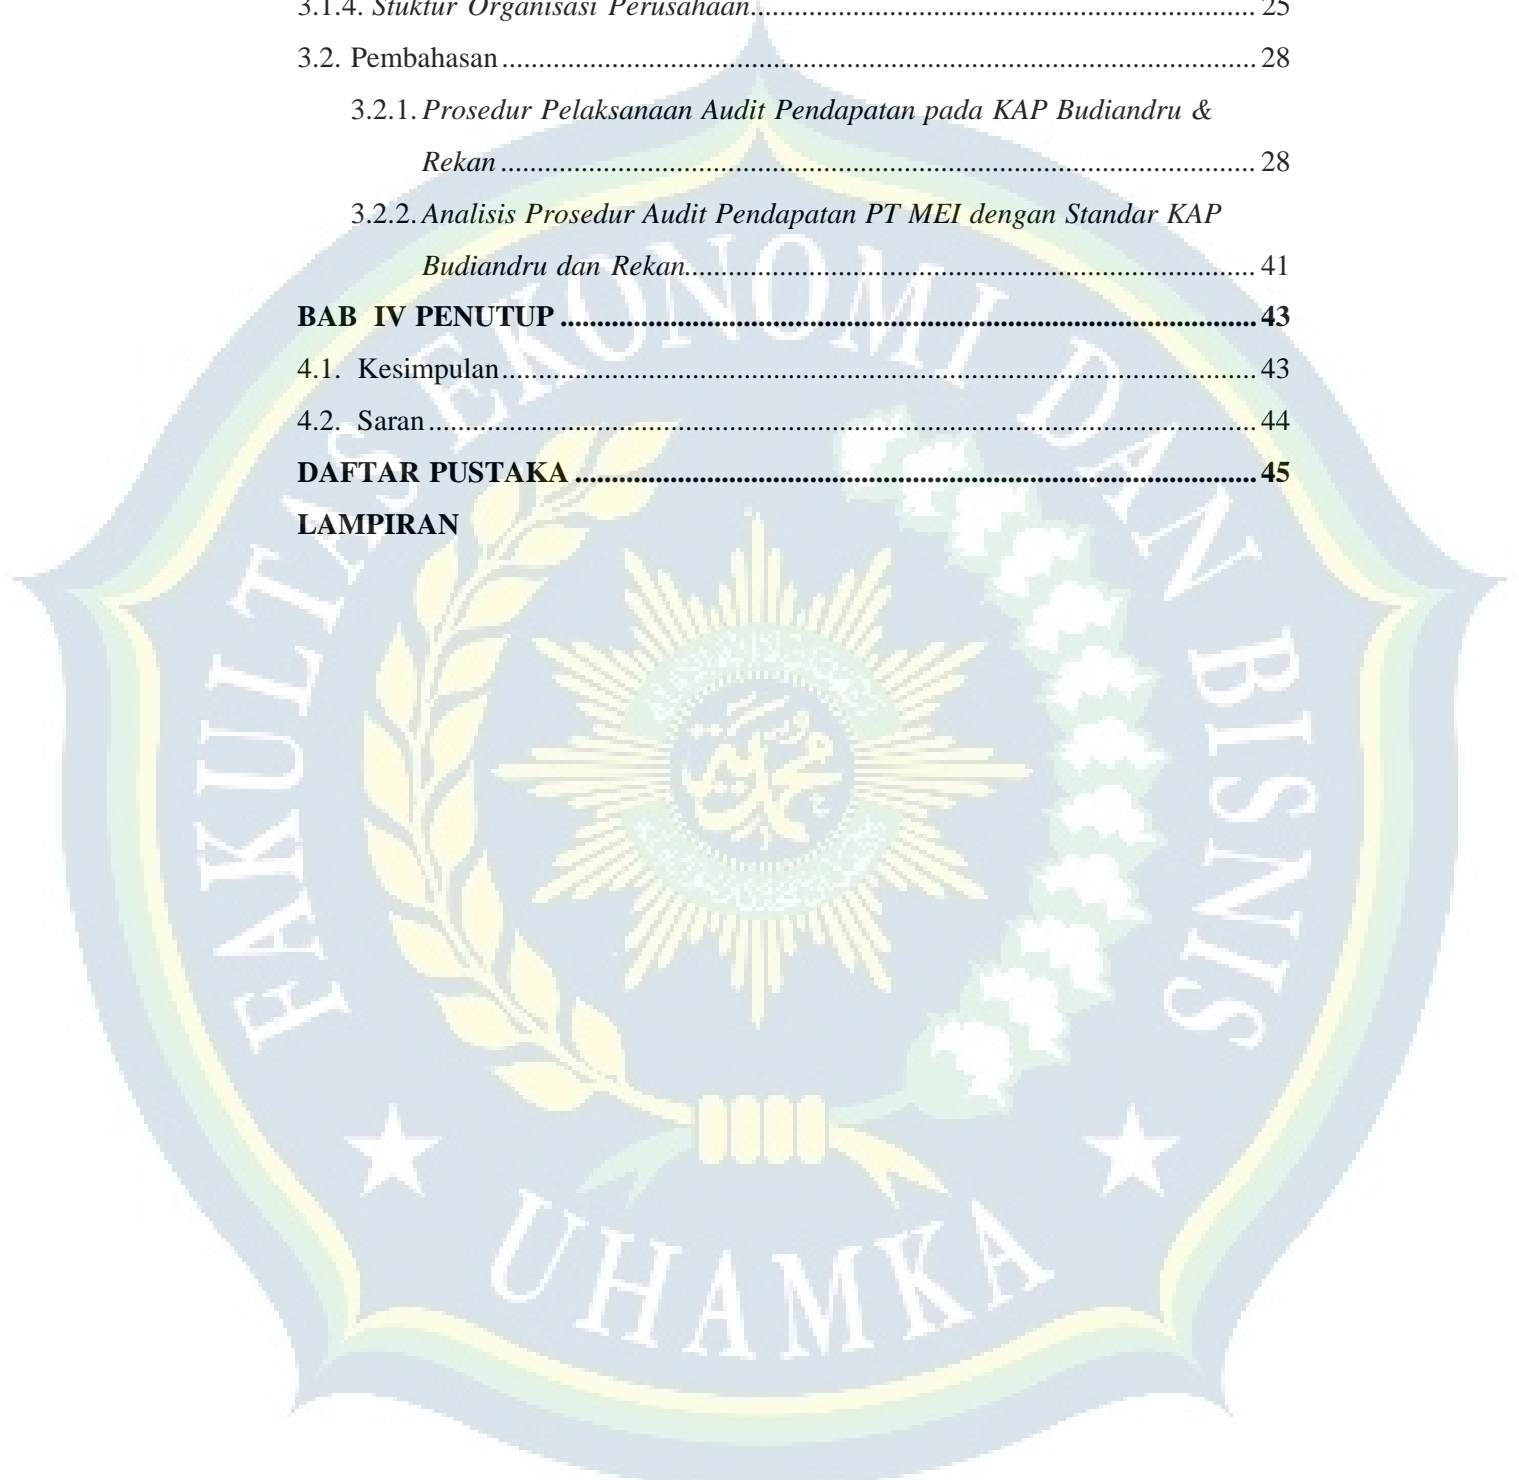 3.1.4. Stuktur Organisasi Perusahaan.................................................................... 25
3.2. Pembahasan....................................................................................................... 28
3.2.1. Prosedur Pelaksanaan Audit Pendapatan pada KAP Budiandru &
Rekan....................................................................................................... 28
3.2.2. Analisis Prosedur Audit Pendapatan PT MEI dengan Standar KAP
Budiandru dan Rekan............................................................................. 41
BAB IV PENUTUP .............................................................................................. 43
4.1. Kesimpulan....................................................................................................... 43
4.2. Saran................................................................................................................. 44
DAFTAR PUSTAKA ............................................................................................ 45
LAMPIRAN
FAKULTAS EKONOMI DAN BISNIS
UHAMKA